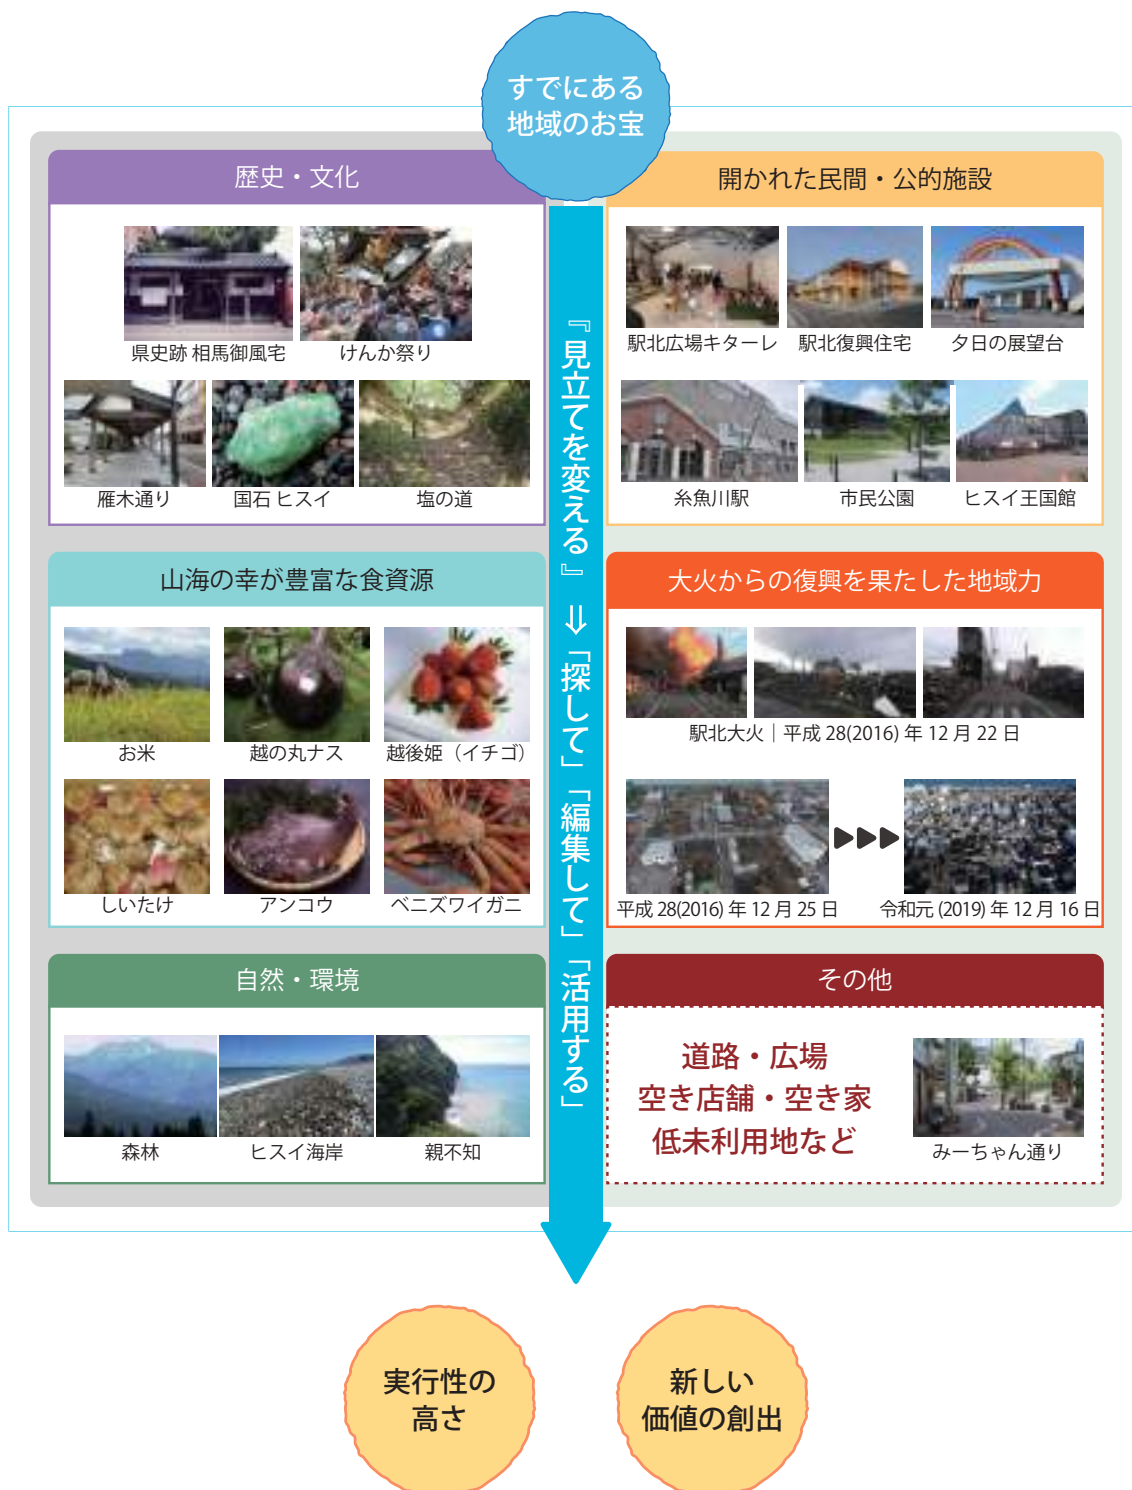 すでにある
地域のお宝
歴史・文化
県史跡 相馬御風宅
けんか祭り
雁木通り
国石 ヒスイ
塩の道
開かれた民間・公的施設
駅北広場キターレ
駅北復興住宅
夕日の展望台
糸魚川駅
市民公園
ヒスイ王国館
『見立てを変える』⇒「探して」「編集して」「活用する」
山海の幸が豊富な食資源
お米
越の丸ナス
越後姫（イチゴ）
しいたけ
アンコウ
ベニズワイガニ
大火からの復興を果たした地域力
駅北大火｜平成 28(2016) 年 12 月 22 日
平成 28(2016) 年 12 月 25 日
令和元 (2019) 年 12 月 16 日
自然・環境
森林
ヒスイ海岸
親不知
その他
道路・広場
空き店舗・空き家
低未利用地など
みーちゃん通り
実行性の
高さ
新しい
価値の創出